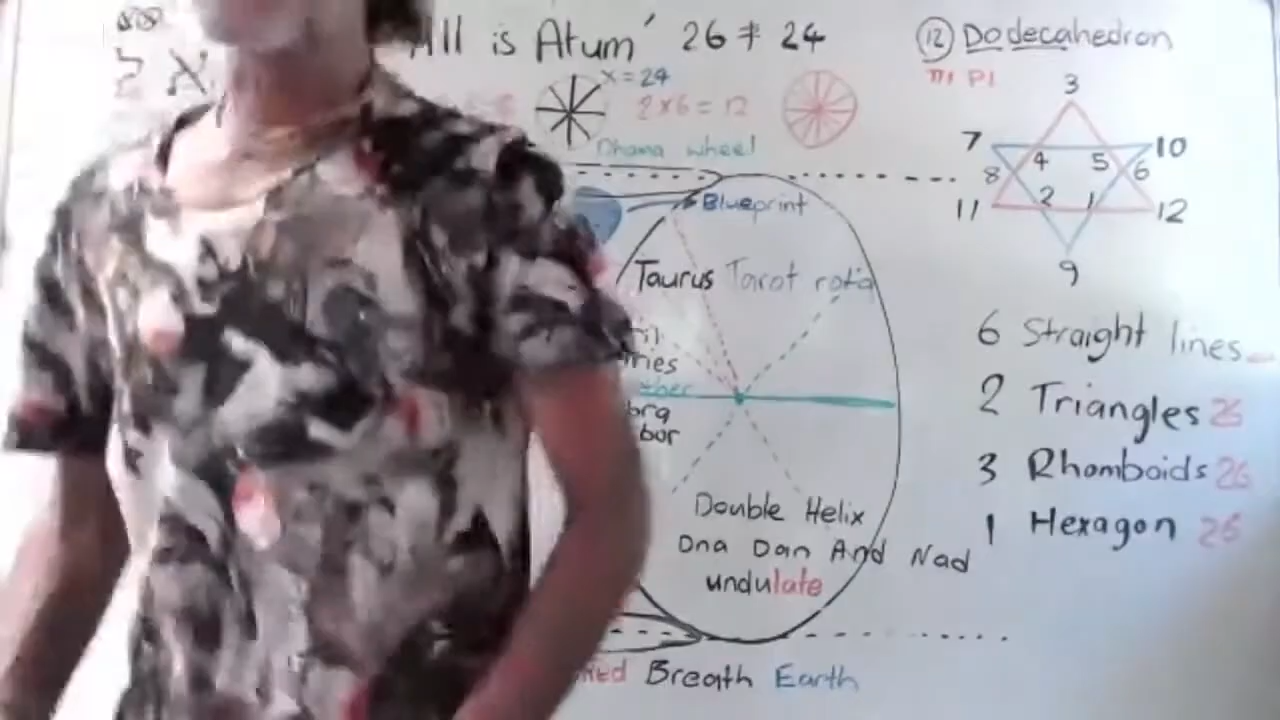 All is Atum' 26 ≠ 24
ל א
x = 24
2x6 = 12
Dhama wheel
Blueprint
Taurus Tarot rota
Double Helix
Dna Dan And Nad
undulate
Breath Earth
12 Dodecahedron
PI
3
7 10
4 5
8 6
2 1
11 12
9
6 Straight lines
2 Triangles 26
3 Rhomboids 26
1 Hexagon 26